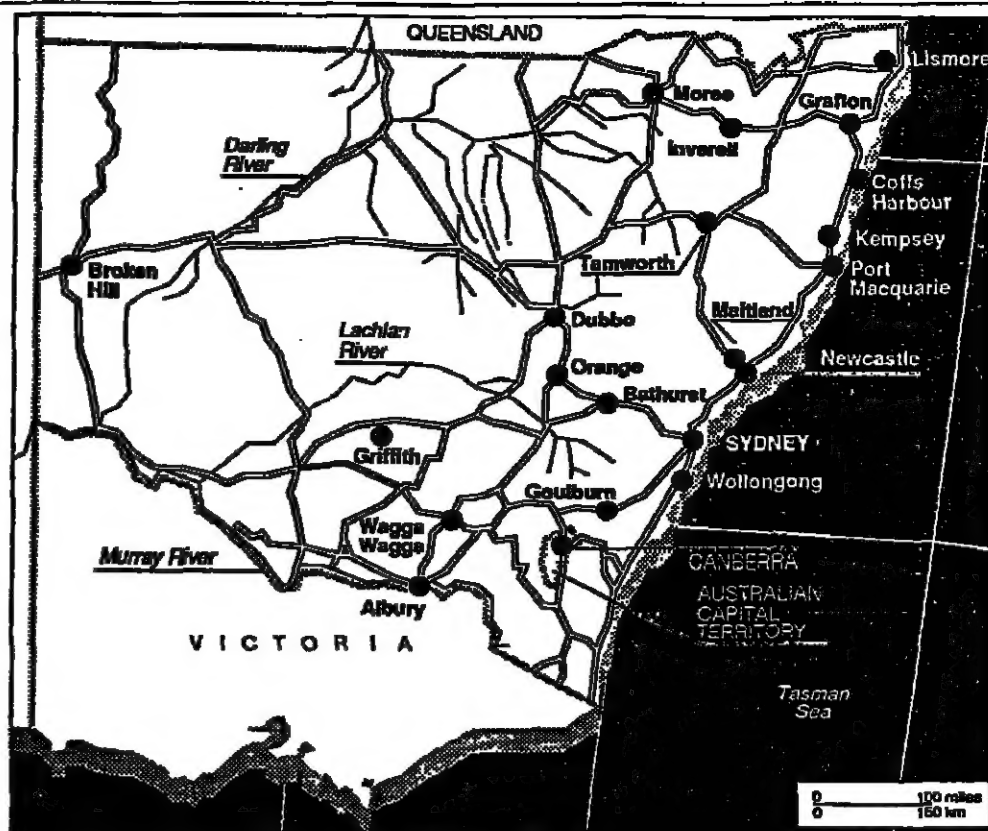 QUEENSLAND
Lismore
Moree
Grafton
Inverell
Darling
River
Coffs
Harbour
Kempsey
Broken
Hill
Tamworth
Port
Macquarie
Maitland
Dubbo
Lachlan
River
Newcastle
Orange
Bathurst
SYDNEY
Griffith
Goulburn
Wollongong
Wagga
Wagga
Murray River
CANBERRA
Albury
AUSTRALIAN
CAPITAL
TERRITORY
VICTORIA
Tasman
Sea
0 100 miles
0 150 km